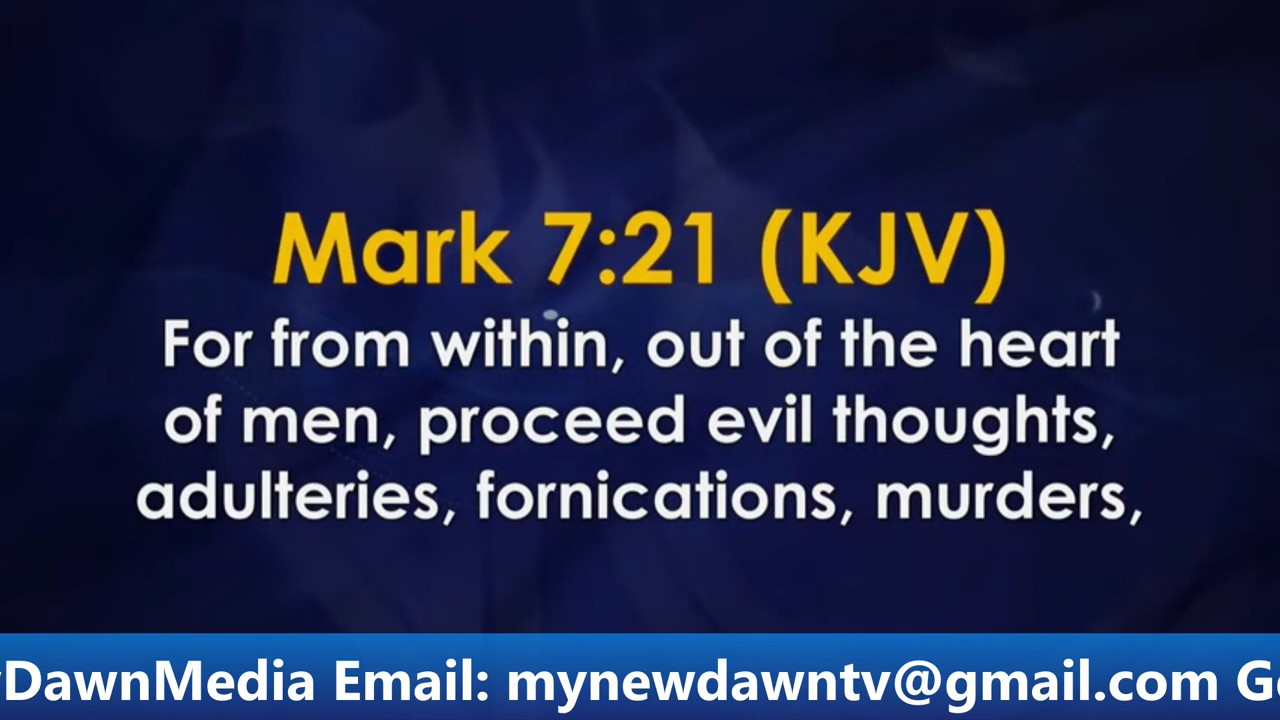 Mark 7:21 (KJV)
For from within, out of the heart
of men, proceed evil thoughts,
adulteries, fornications, murders,
DawnMedia Email: mynewdawntv@gmail.com